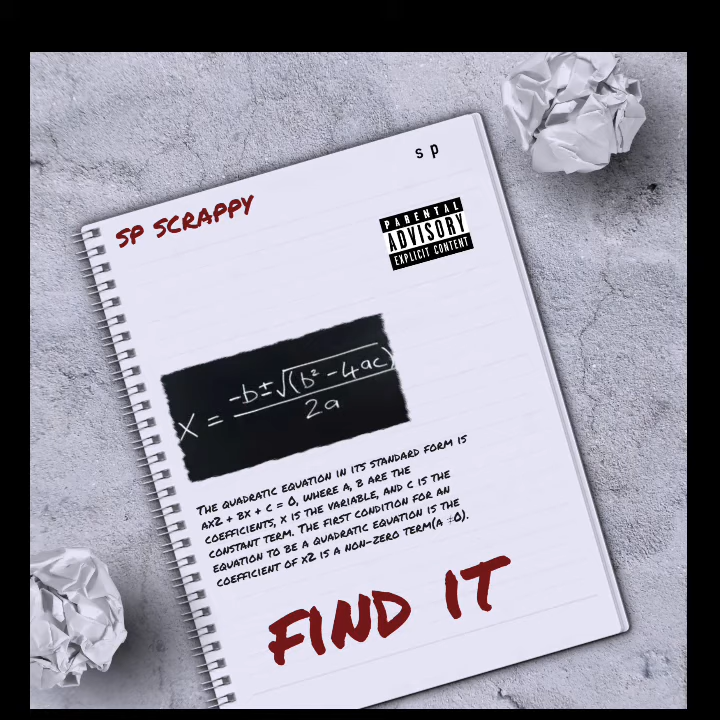 s p
SP SCRAPPY
PARENTAL
ADVISORY
EXPLICIT CONTENT
X = -b±√(b²-4ac)
2a
THE QUADRATIC EQUATION IN ITS STANDARD FORM IS
AX2 + BX + C = 0, WHERE A, B ARE THE
COEFFICIENTS, X IS THE VARIABLE, AND C IS THE
CONSTANT TERM. THE FIRST CONDITION FOR AN
EQUATION TO BE A QUADRATIC EQUATION IS THE
COEFFICIENT OF X2 IS A NON-ZERO TERM(A ≠0).
FIND IT